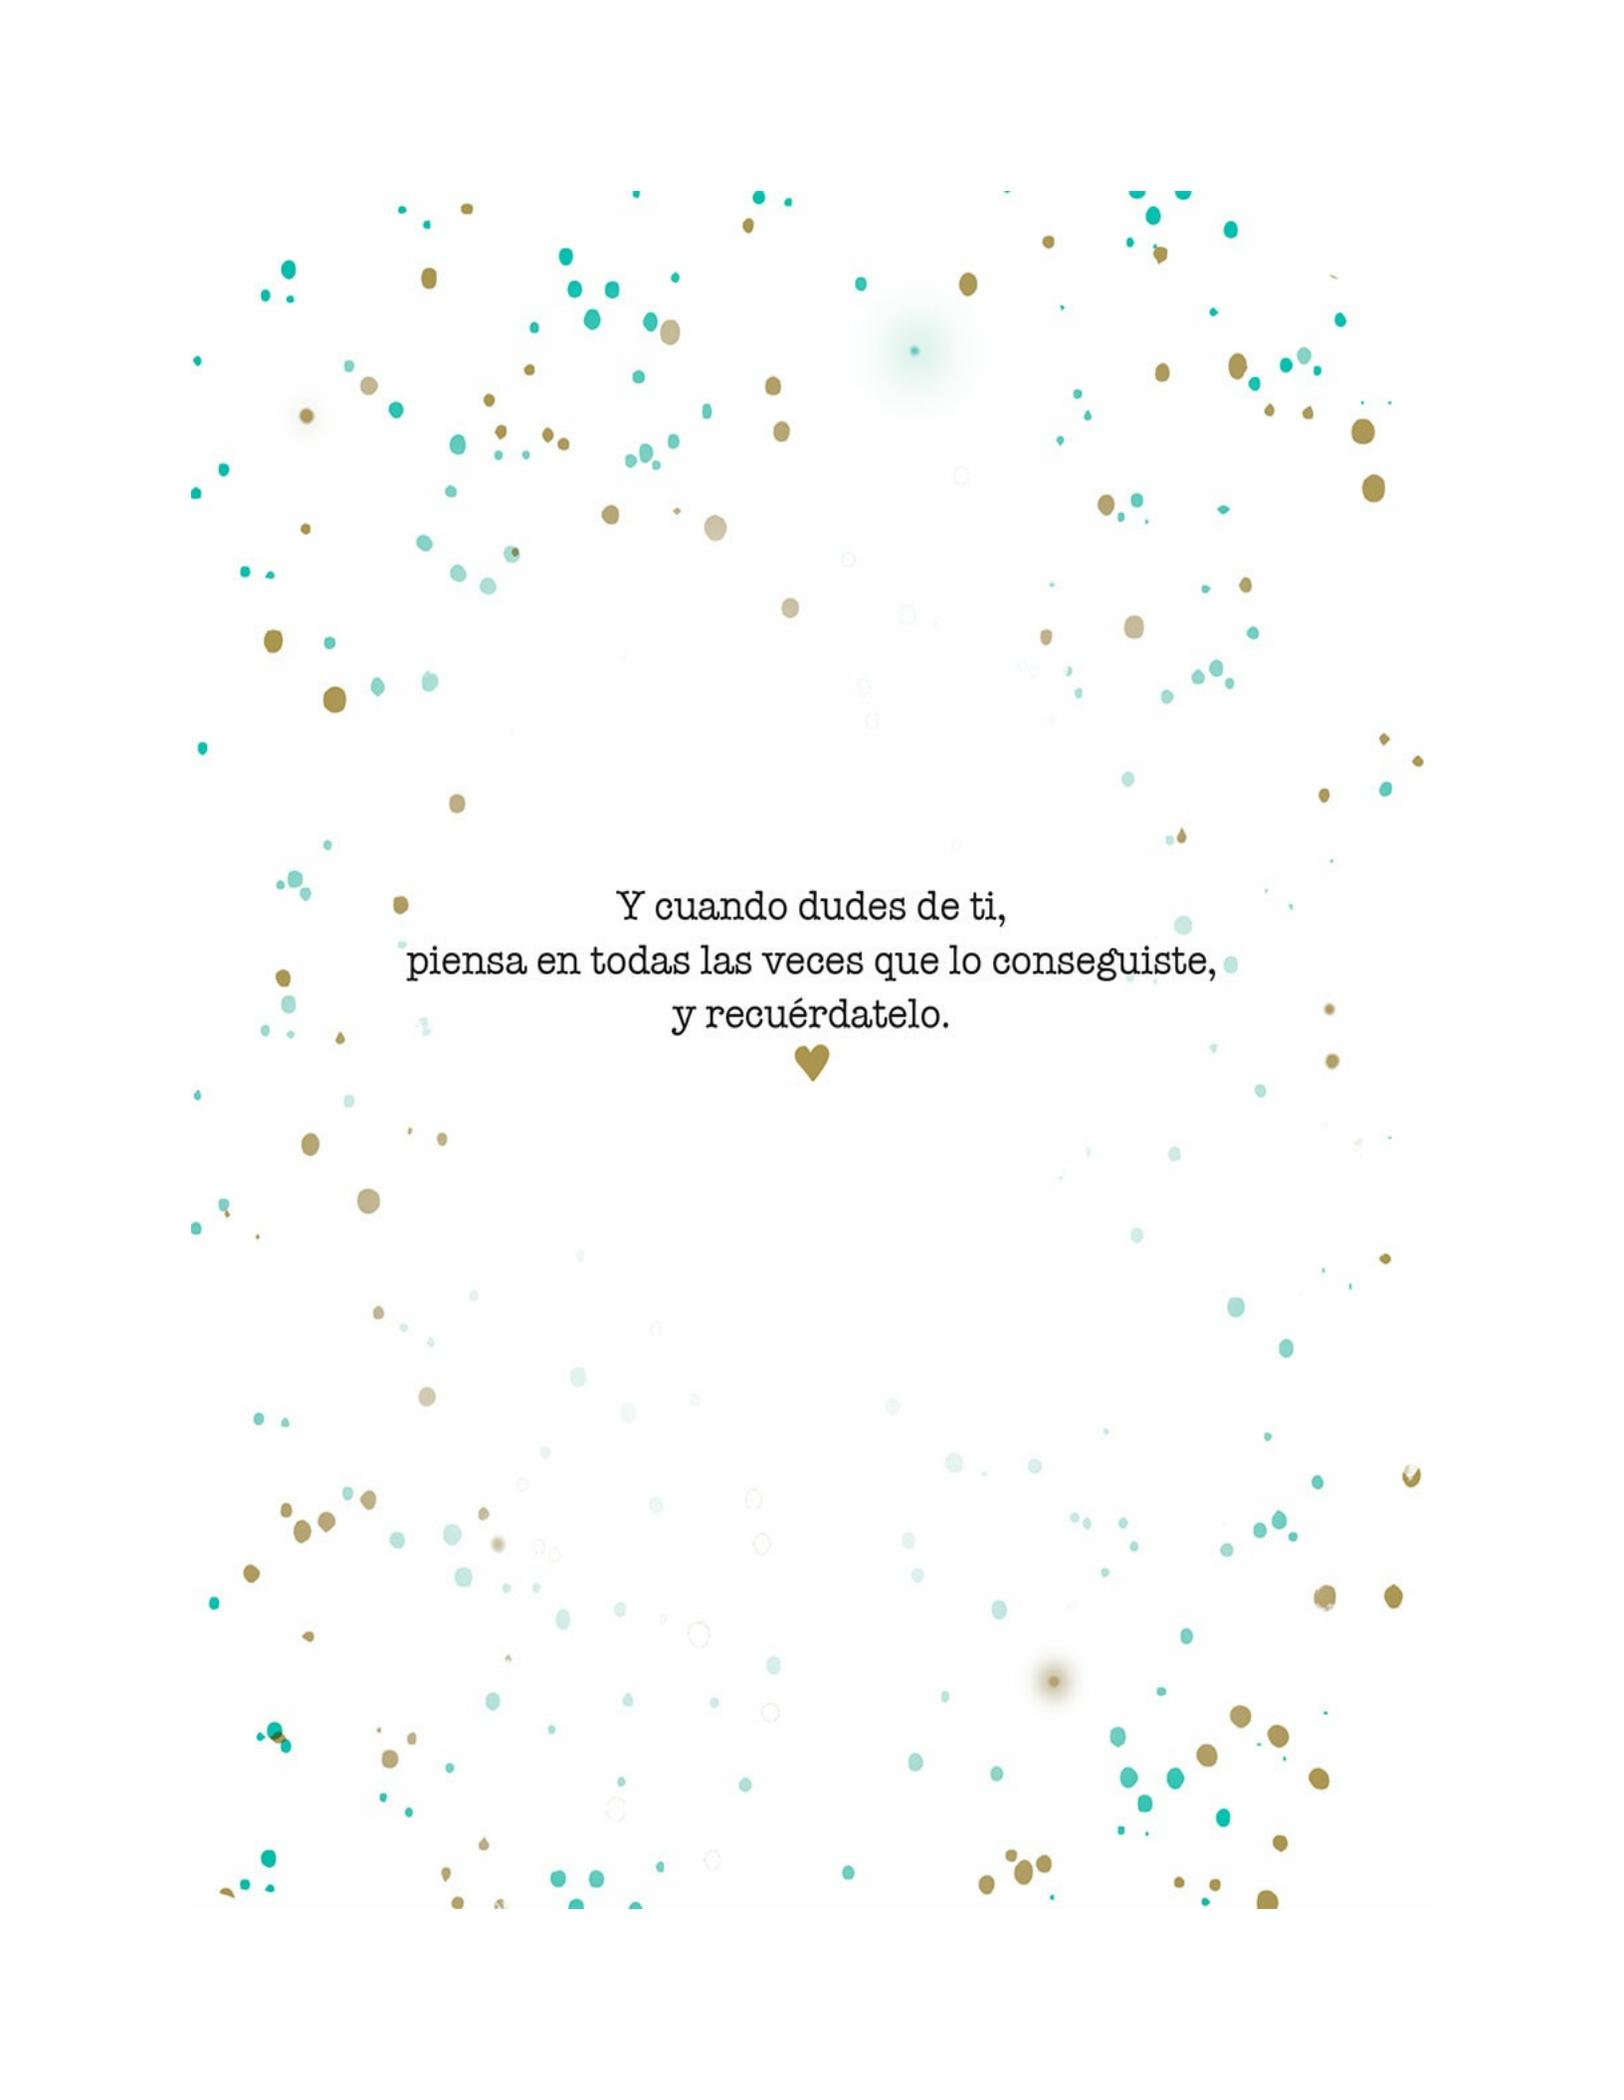 Y cuando dudes de ti,
piensa en todas las veces que lo conseguiste,
y recuérdatelo.